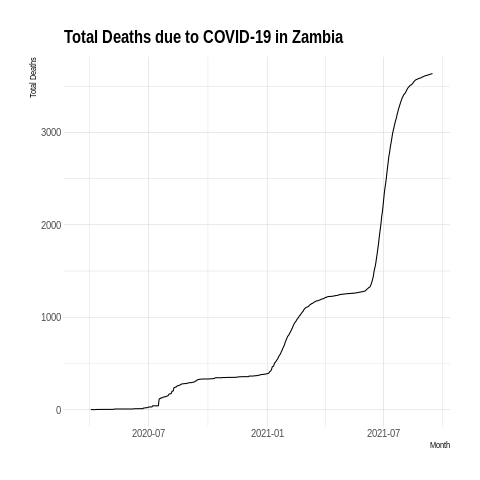 Total Deaths due to COVID-19 in Zambia
Total Deaths
3000
2000
1000
0
2020-07
2021-01
2021-07
Month